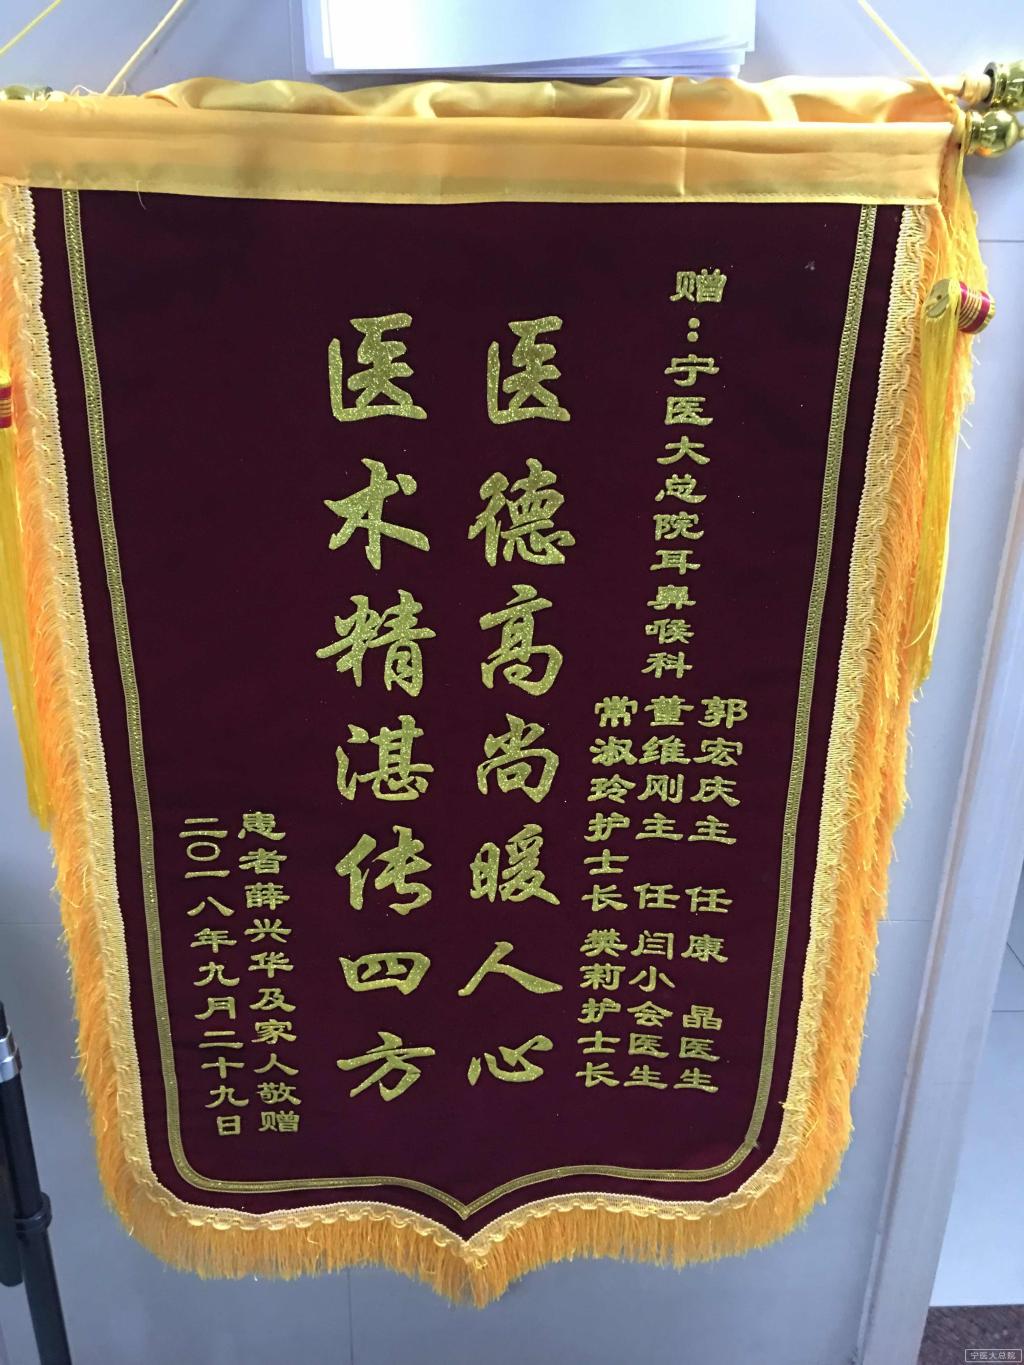 赠：宁医大总院耳鼻喉科
郭宏庆主 任 康 晶医生
董维刚主 任 闫小会医生
常淑玲护士长 樊莉护士长
医德高尚暖人心
医术精湛传四方
患者薛兴华及家人敬赠
二〇一八年九月二十九日
宁医大总院